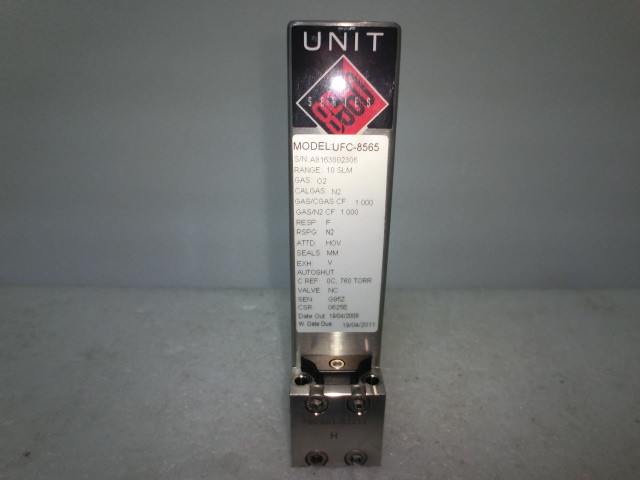 UNIT
SERIES
MODEL:UFC-8565
S/N:A8163002306
RANGE: 10 SLM
GAS: O2
CALGAS: N2
GAS/CGAS CF 1.000
GAS/N2 CF 1.000
RESP: F
RSPG: N2
ATTD: HOV
SEALS: MM
EXH: V
AUTOSHUT
C REF: 0C, 760 TORR
VALVE: NC
SEN: G95Z
CSR: 0625E
Date Out: 19/04/2008
W. Date Due: 19/04/2011
H